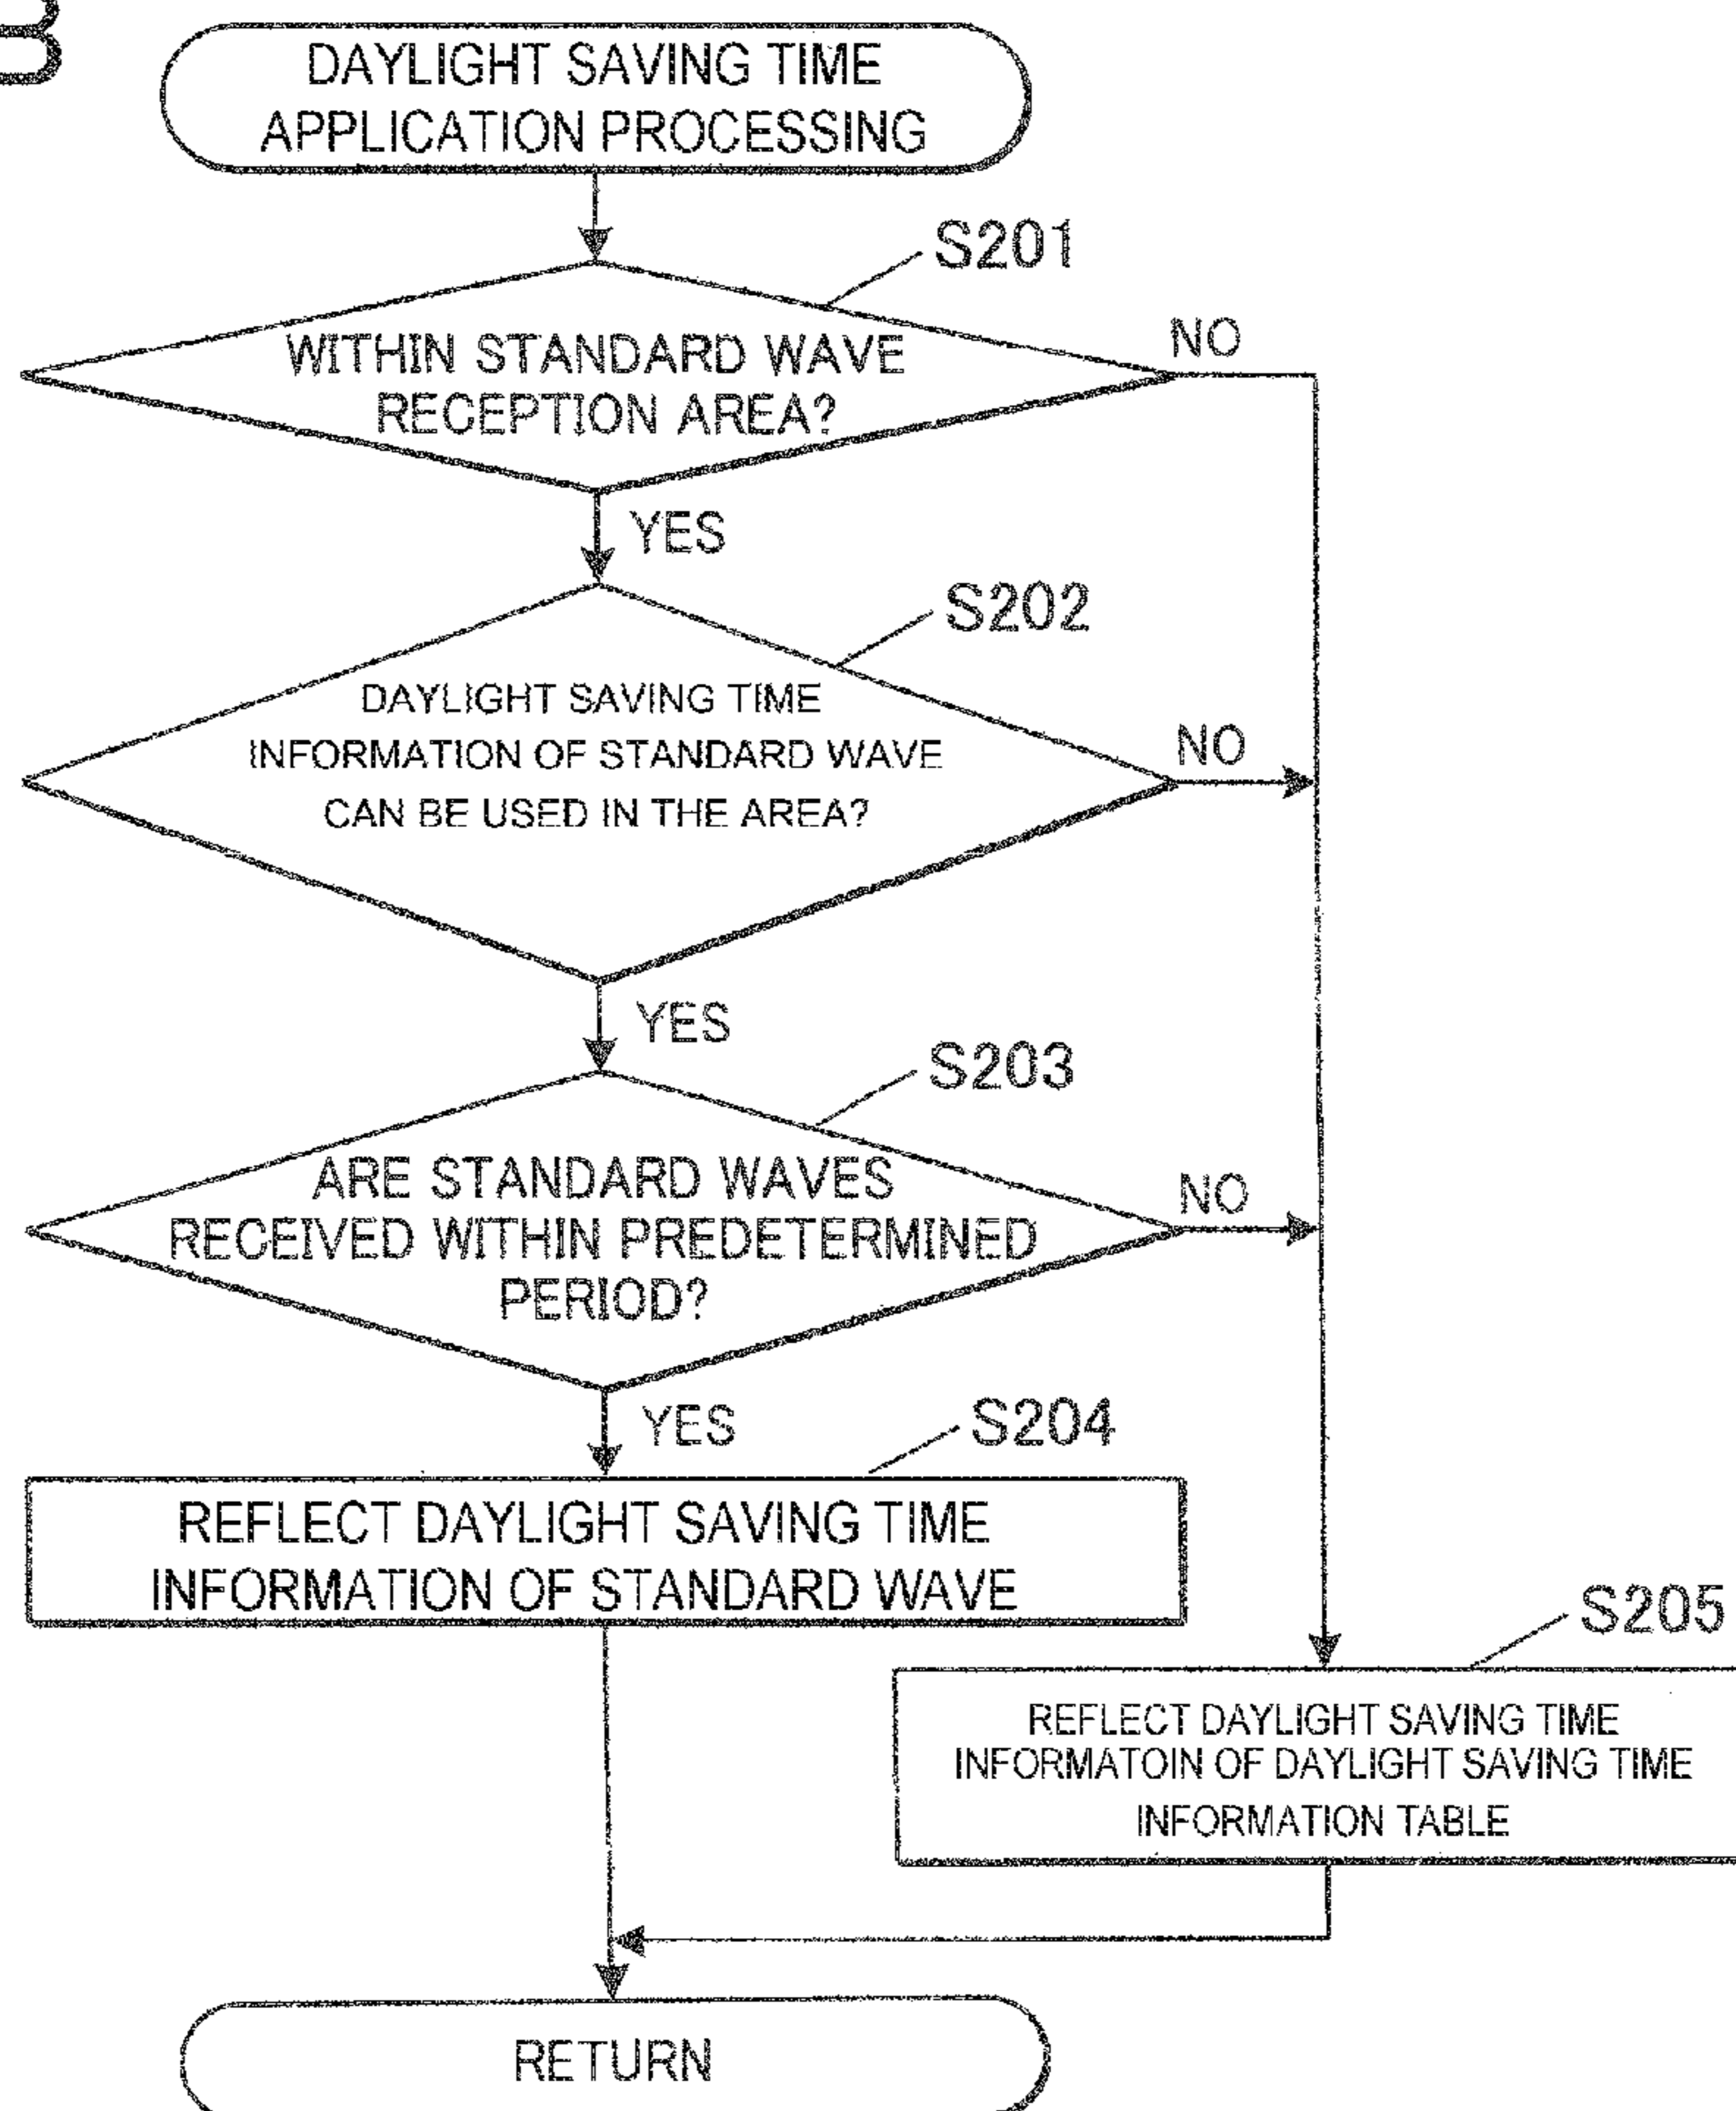 DAYLIGHT SAVING TIME
APPLICATION PROCESSING
S201
WITHIN STANDARD WAVE
RECEPTION AREA?
NO
YES
S202
DAYLIGHT SAVING TIME
INFORMATION OF STANDARD WAVE
CAN BE USED IN THE AREA?
NO
YES
S203
ARE STANDARD WAVES
RECEIVED WITHIN PREDETERMINED
PERIOD?
NO
YES
S204
REFLECT DAYLIGHT SAVING TIME
INFORMATION OF STANDARD WAVE
S205
REFLECT DAYLIGHT SAVING TIME
INFORMATOIN OF DAYLIGHT SAVING TIME
INFORMATION TABLE
RETURN